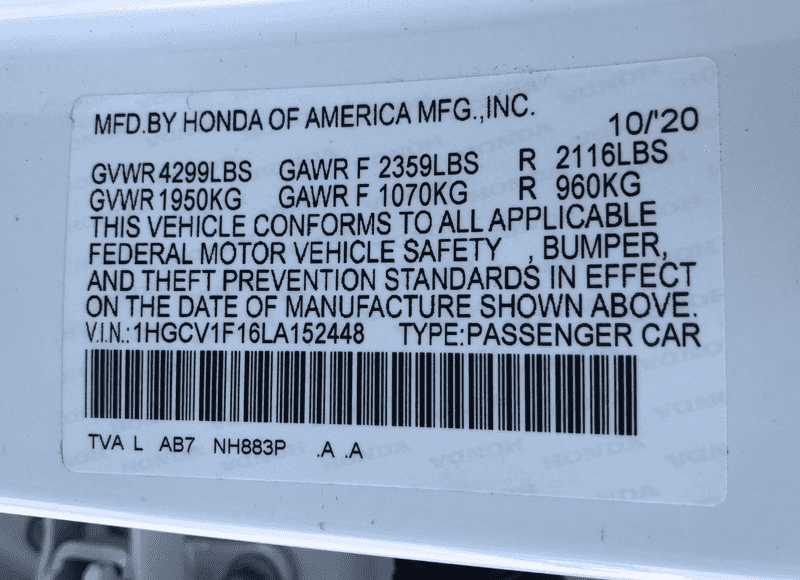 MFD.BY HONDA OF AMERICA MFG.,INC. 10/'20
GVWR 4299LBS GAWR F 2359LBS R 2116LBS
GVWR 1950KG GAWR F 1070KG R 960KG
THIS VEHICLE CONFORMS TO ALL APPLICABLE
FEDERAL MOTOR VEHICLE SAFETY , BUMPER,
AND THEFT PREVENTION STANDARDS IN EFFECT
ON THE DATE OF MANUFACTURE SHOWN ABOVE.
V.I.N.:1HGCV1F16LA152448 TYPE:PASSENGER CAR
TVA L AB7 NH883P .A .A